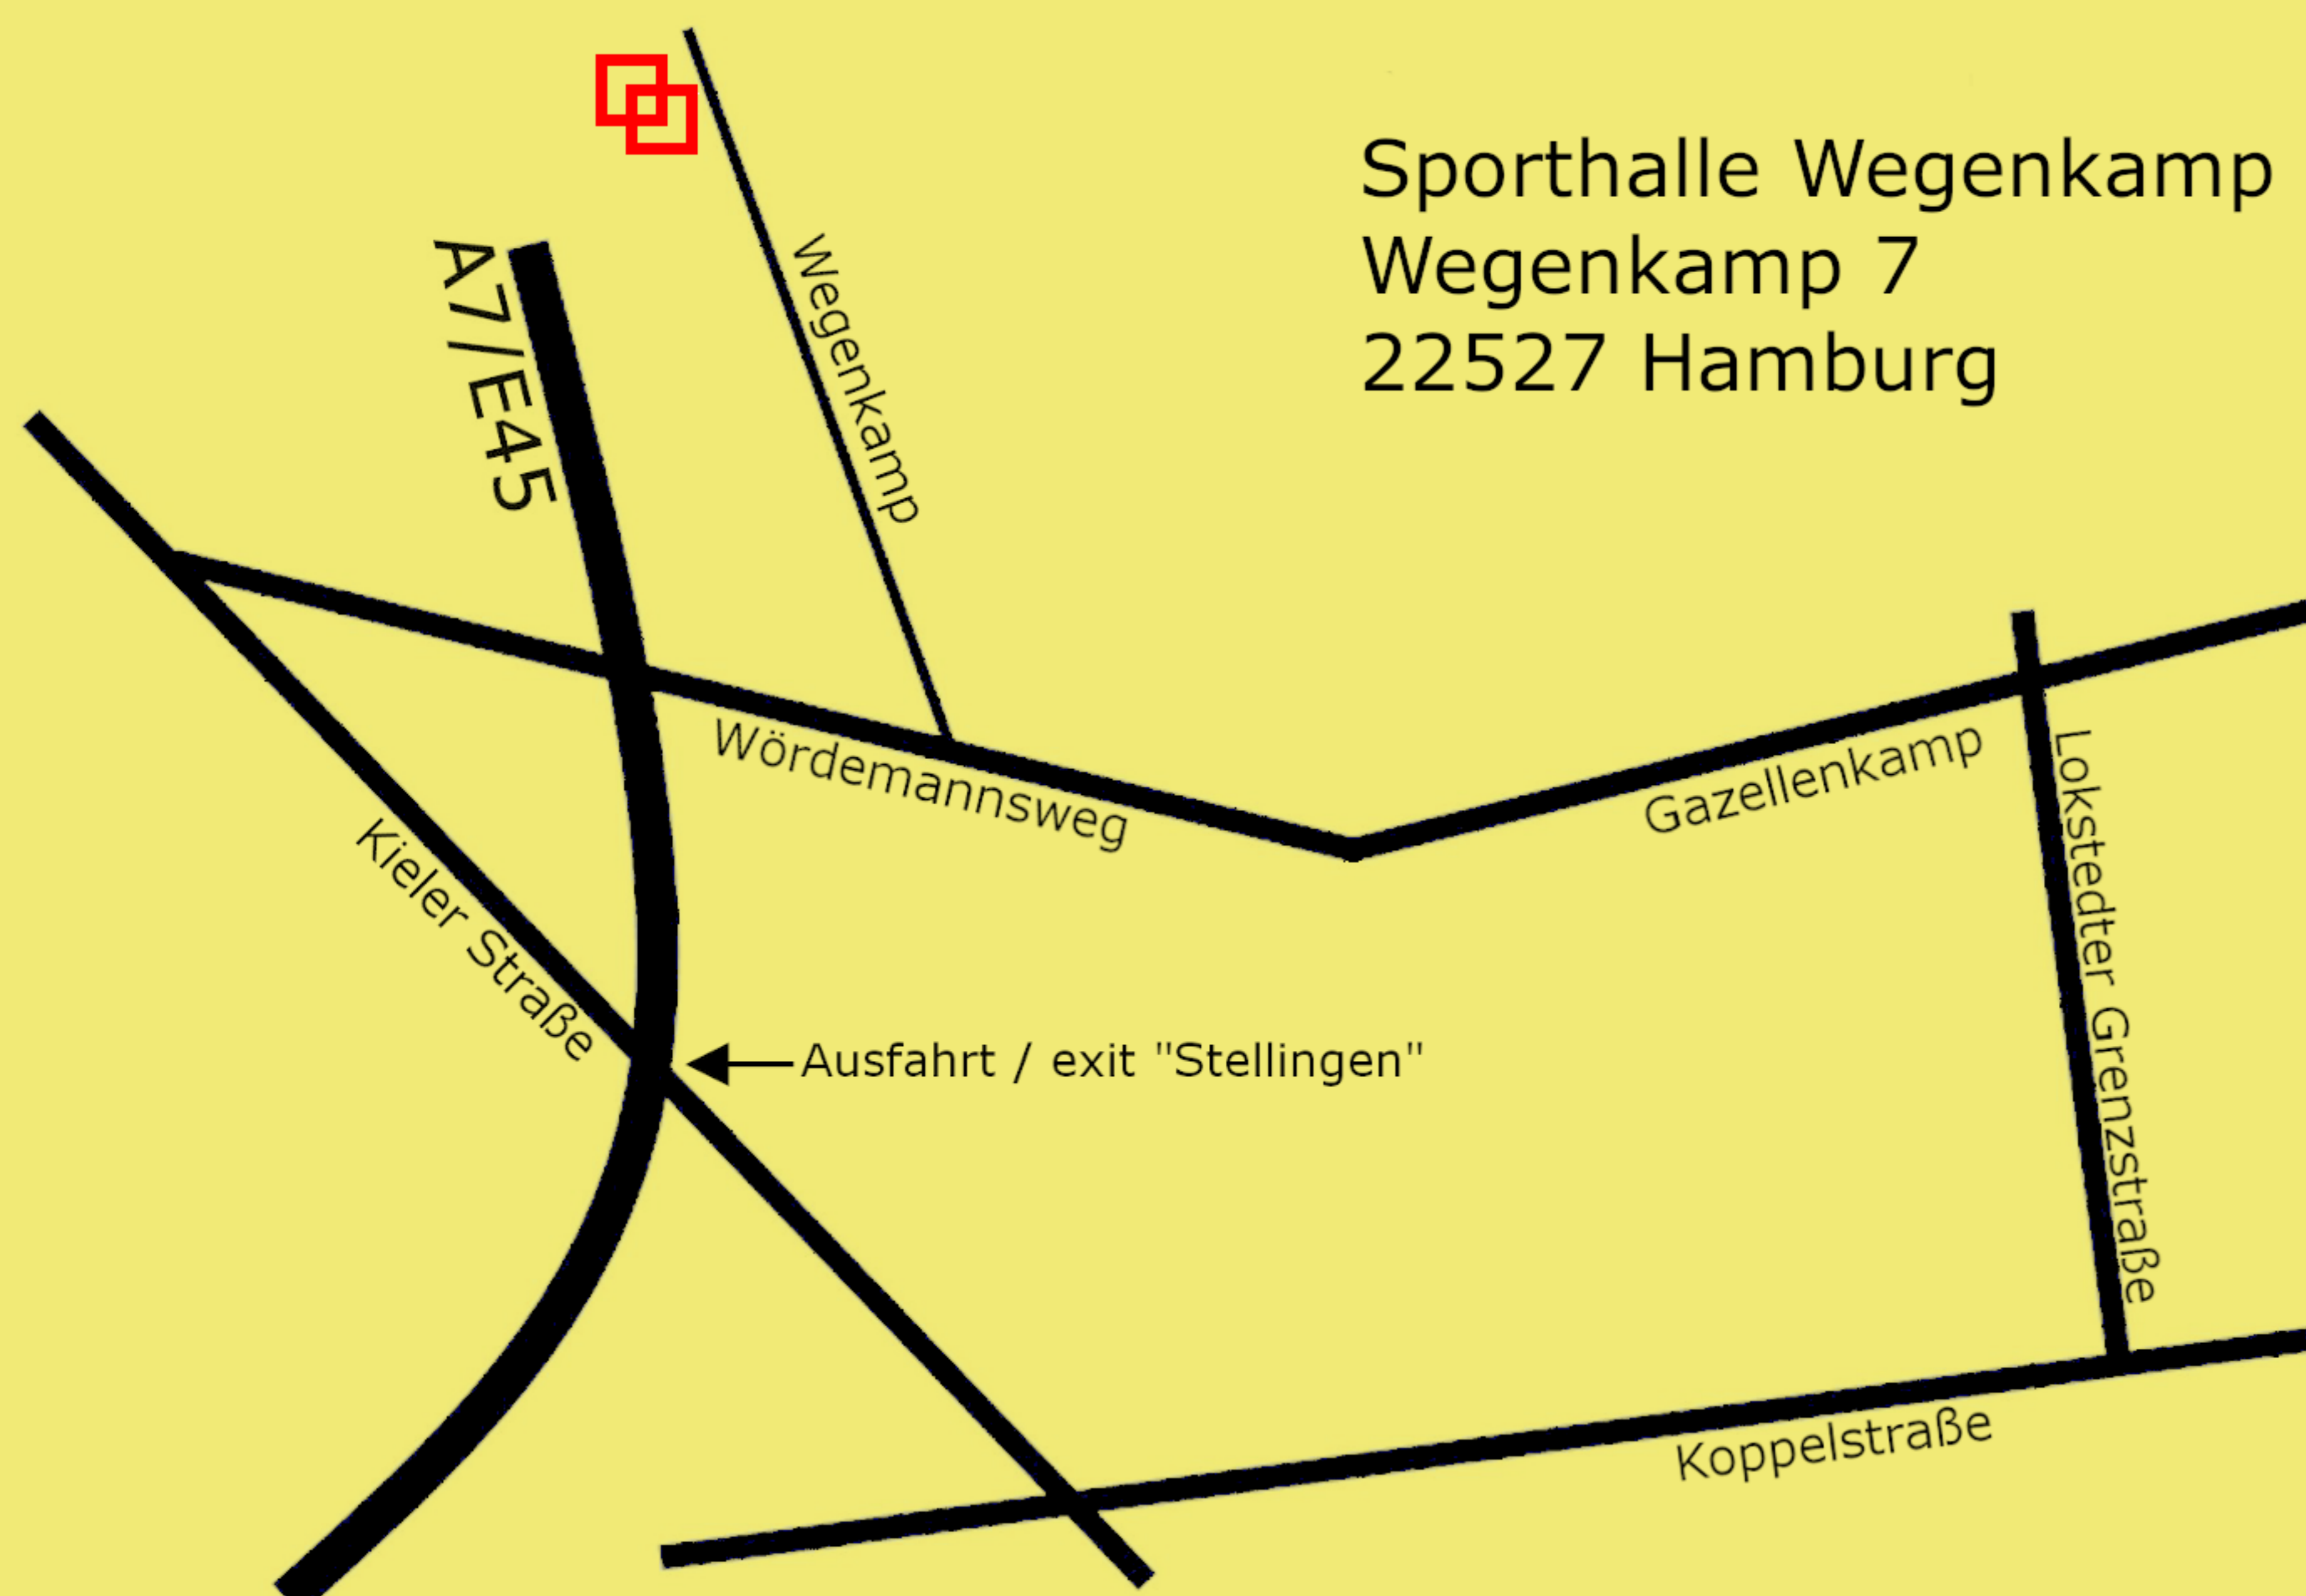 Sporthalle Wegenkamp
Wegenkamp 7
22527 Hamburg
A7/E45
Wegenkamp
Wördemannsweg
Gazellenkamp
Lokstedter Grenzstraße
Kieler Straße
Ausfahrt / exit "Stellingen"
Koppelstraße